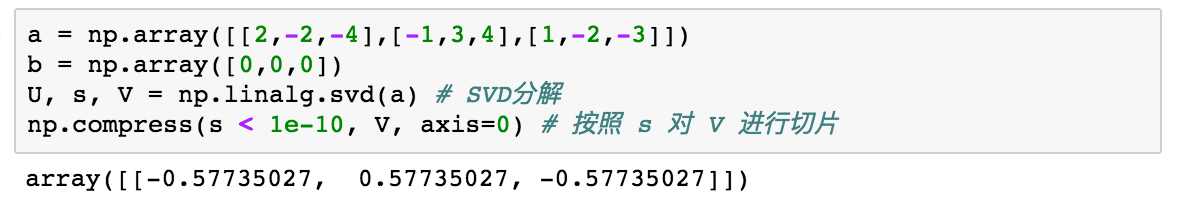 a = np.array([[2,-2,-4],[-1,3,4],[1,-2,-3]])
b = np.array([0,0,0])
U, s, V = np.linalg.svd(a) # SVD分解
np.compress(s < 1e-10, V, axis=0) # 按照 s 对 V 进行切片
array([[-0.57735027,  0.57735027, -0.57735027]])